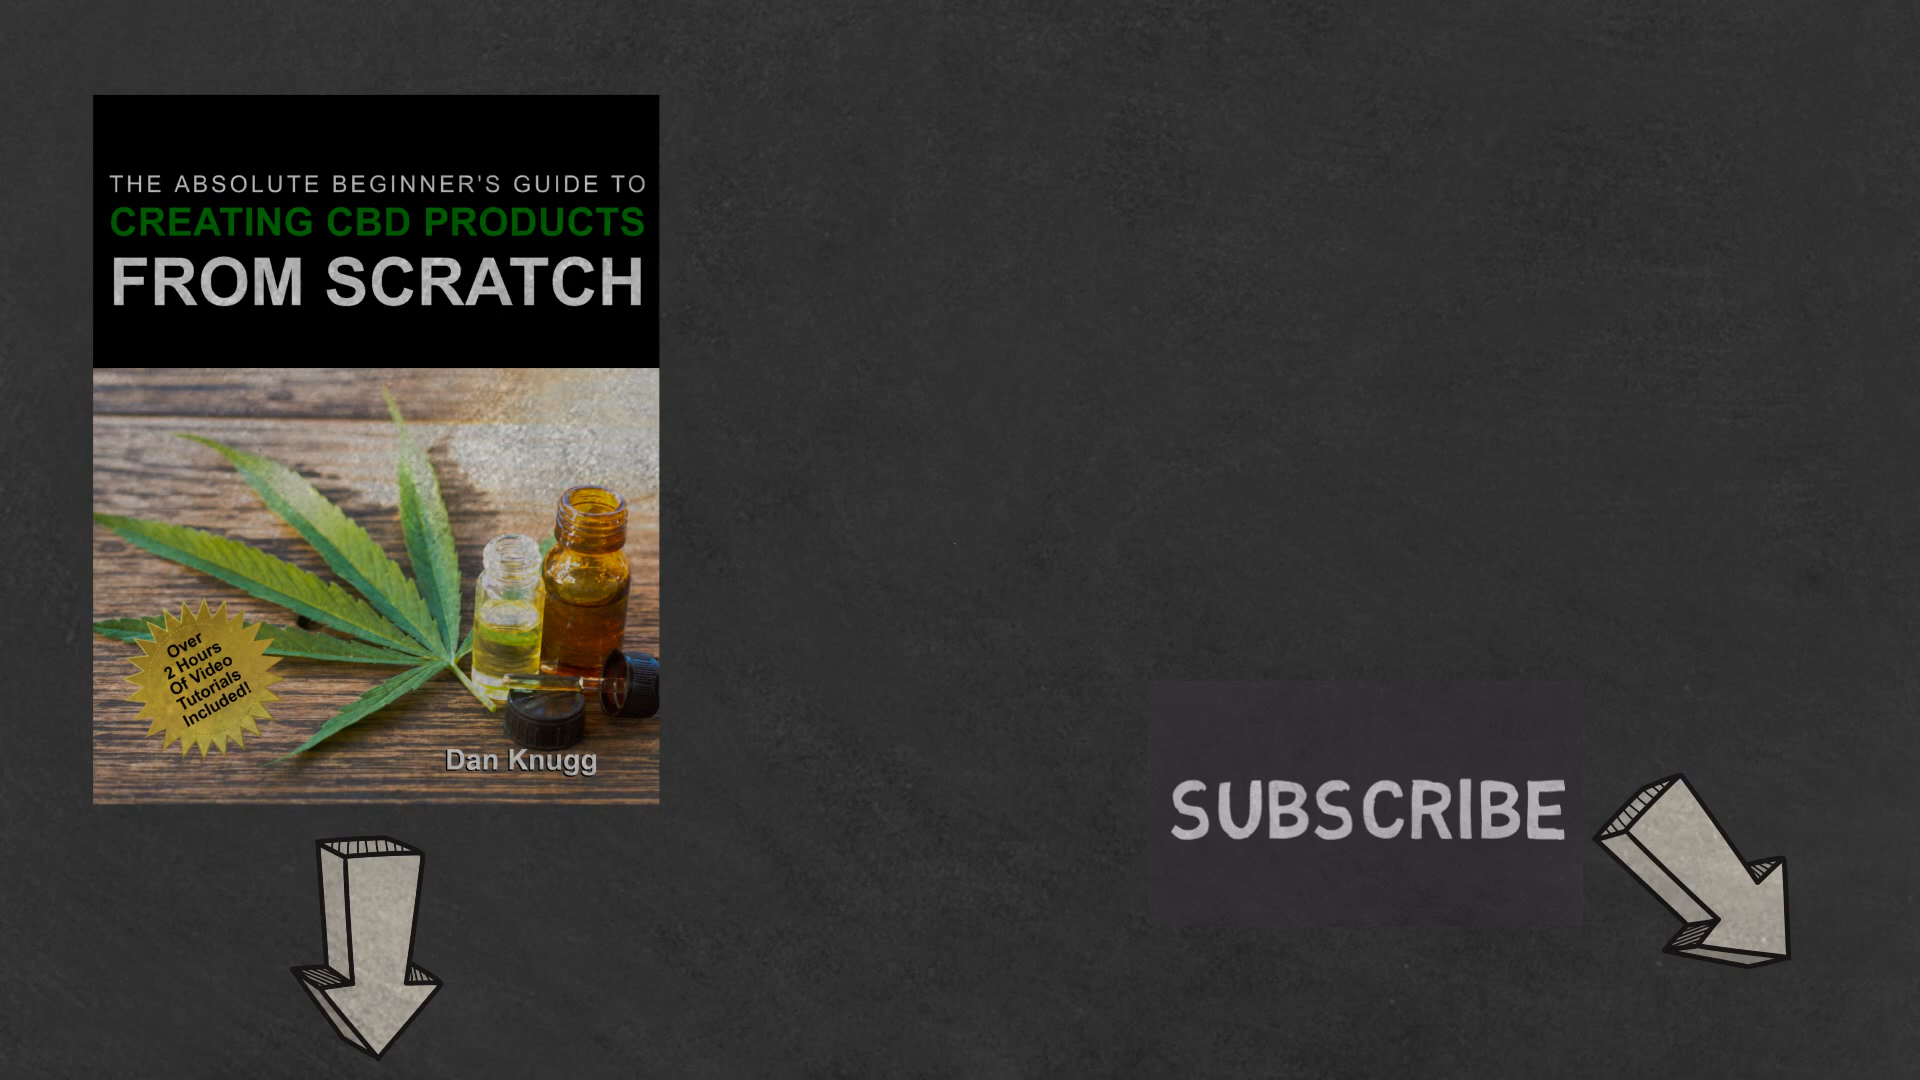 THE ABSOLUTE BEGINNER'S GUIDE TO
CREATING CBD PRODUCTS
FROM SCRATCH
Over
2 Hours
Of Video
Tutorials
Included!
Dan Knugg
SUBSCRIBE